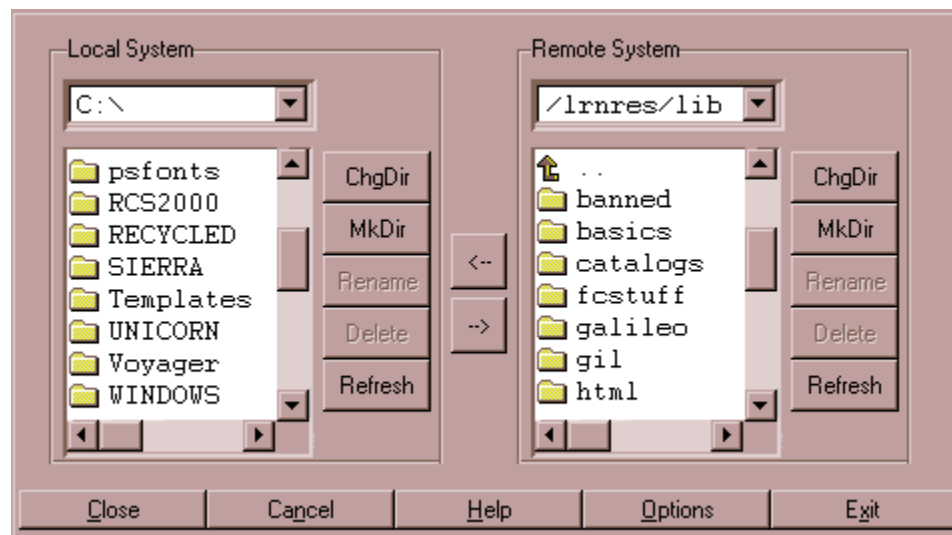 Local System
C:\
psfonts
RCS2000
RECYCLED
SIERRA
Templates
UNICORN
Voyager
WINDOWS
ChgDir
MkDir
Rename
Delete
Refresh
<--
-->
Remote System
/lrnres/lib
..
banned
basics
catalogs
fcstuff
galileo
gil
html
ChgDir
MkDir
Rename
Delete
Refresh
Close
Cancel
Help
Options
Exit